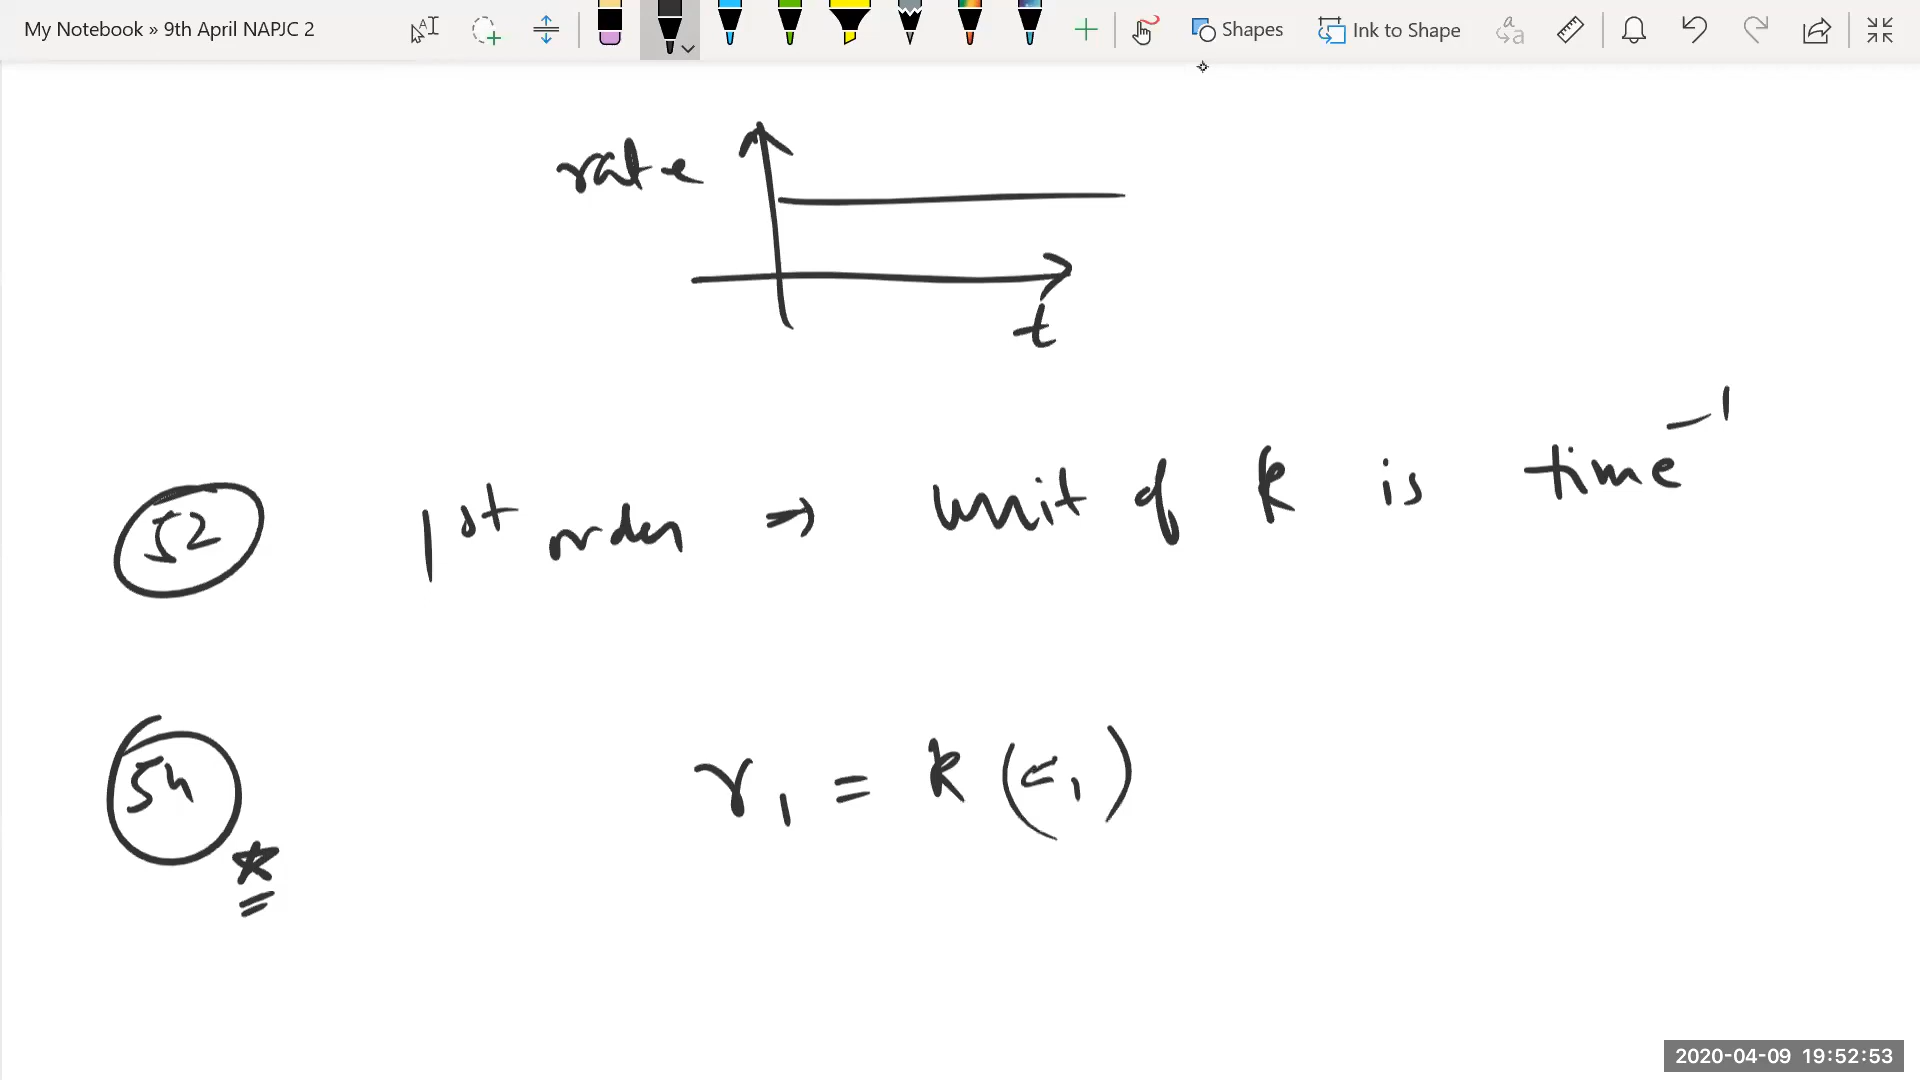 My Notebook » 9th April NAPJC 2
Shapes
Ink to Shape
rate
t
52 1st order ⇒ unit of k is time⁻¹
54 r₁ = k (c₁)
2020-04-09 19:52:53